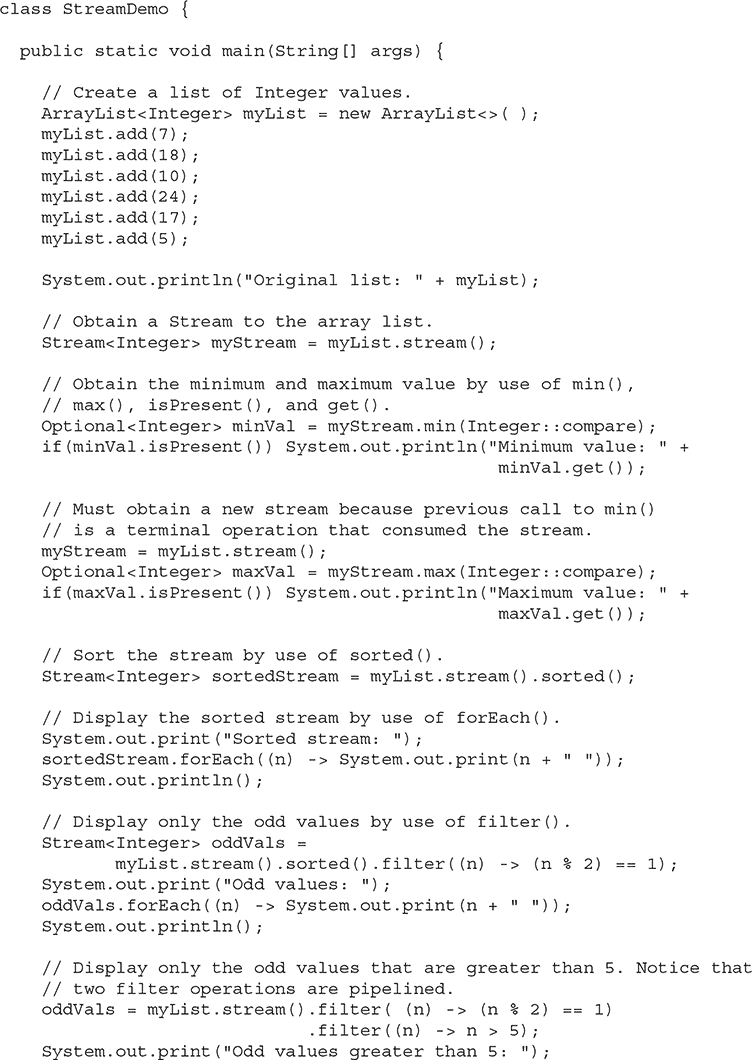 class StreamDemo {
public static void main(String[] args) {
// Create a list of Integer values.
ArrayList<Integer> myList = new ArrayList<>( );
myList.add(7);
myList.add(18);
myList.add(10);
myList.add(24);
myList.add(17);
myList.add(5);
System.out.println("Original list: " + myList);
// Obtain a Stream to the array list.
Stream<Integer> myStream = myList.stream();
// Obtain the minimum and maximum value by use of min(),
// max(), isPresent(), and get().
Optional<Integer> minVal = myStream.min(Integer::compare);
if(minVal.isPresent()) System.out.println("Minimum value: " +
minVal.get());
// Must obtain a new stream because previous call to min()
// is a terminal operation that consumed the stream.
myStream = myList.stream();
Optional<Integer> maxVal = myStream.max(Integer::compare);
if(maxVal.isPresent()) System.out.println("Maximum value: " +
maxVal.get());
// Sort the stream by use of sorted().
Stream<Integer> sortedStream = myList.stream().sorted();
// Display the sorted stream by use of forEach().
System.out.print("Sorted stream: ");
sortedStream.forEach((n) -> System.out.print(n + " "));
System.out.println();
// Display only the odd values by use of filter().
Stream<Integer> oddVals =
myList.stream().sorted().filter((n) -> (n % 2) == 1);
System.out.print("Odd values: ");
oddVals.forEach((n) -> System.out.print(n + " "));
System.out.println();
// Display only the odd values that are greater than 5. Notice that
// two filter operations are pipelined.
oddVals = myList.stream().filter( (n) -> (n % 2) == 1)
.filter((n) -> n > 5);
System.out.print("Odd values greater than 5: ");